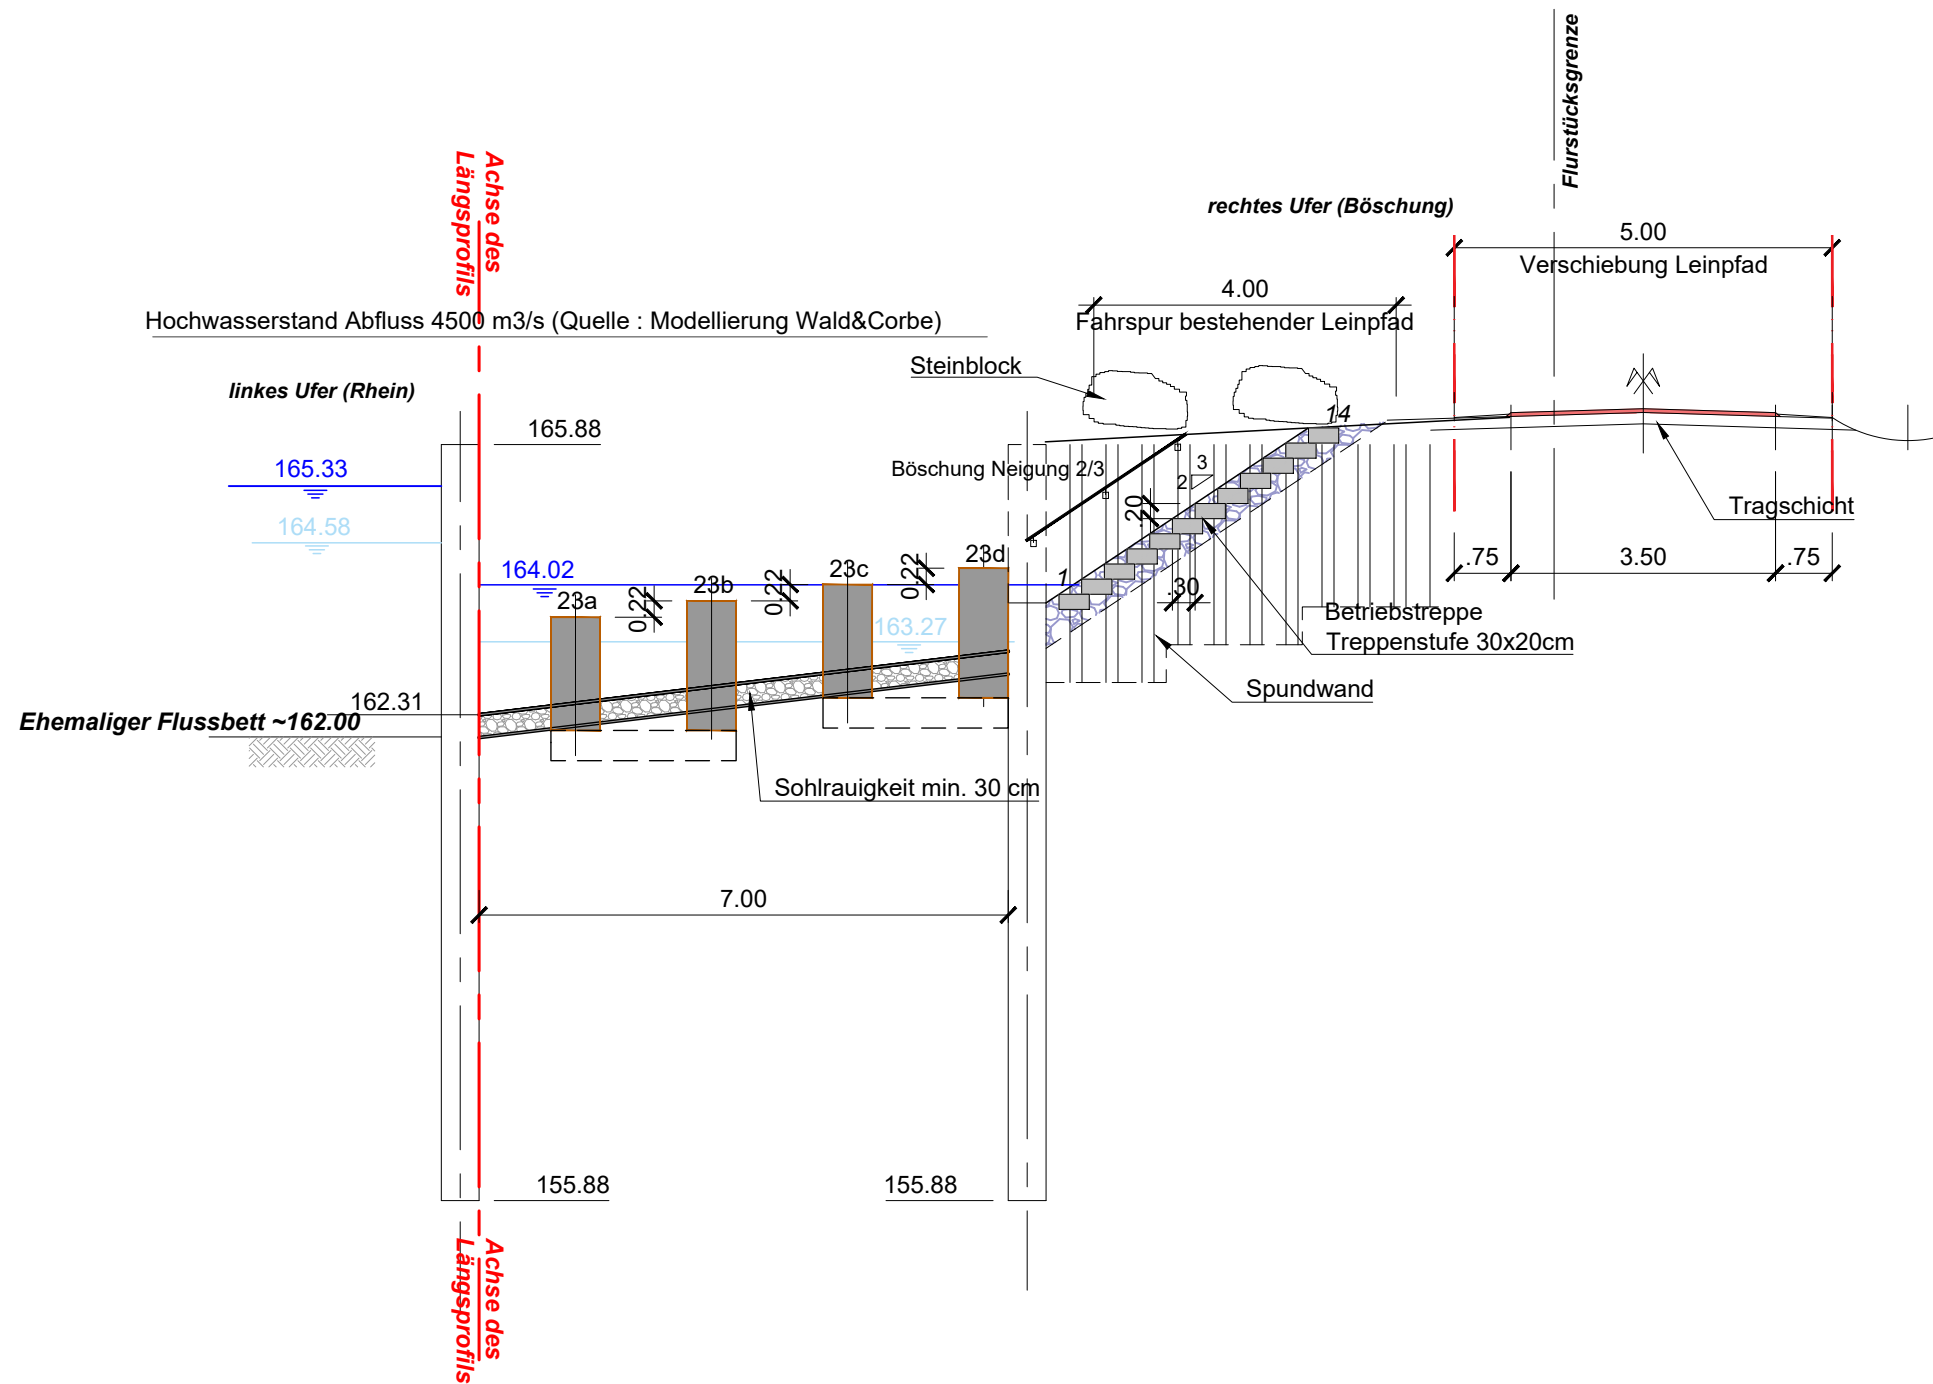 Flurstücksgrenze
Achse des
Längsprofils
rechtes Ufer (Böschung)
5.00
Verschiebung Leinpfad
4.00
Fahrspur bestehender Leinpfad
Hochwasserstand Abfluss 4500 m3/s (Quelle : Modellierung Wald&Corbe)
Steinblock
linkes Ufer (Rhein)
14
165.88
165.33
Böschung Neigung 2/3
3
2
.20
Tragschicht
164.58
164.02
23a
0.22
23b
0.22
23c
0.22
23d
1
.30
.75
3.50
.75
163.27
Betriebstreppe
Treppenstufe 30x20cm
Spundwand
162.31
Ehemaliger Flussbett ~162.00
Sohlrauigkeit min. 30 cm
7.00
155.88
155.88
Achse des
Längsprofils